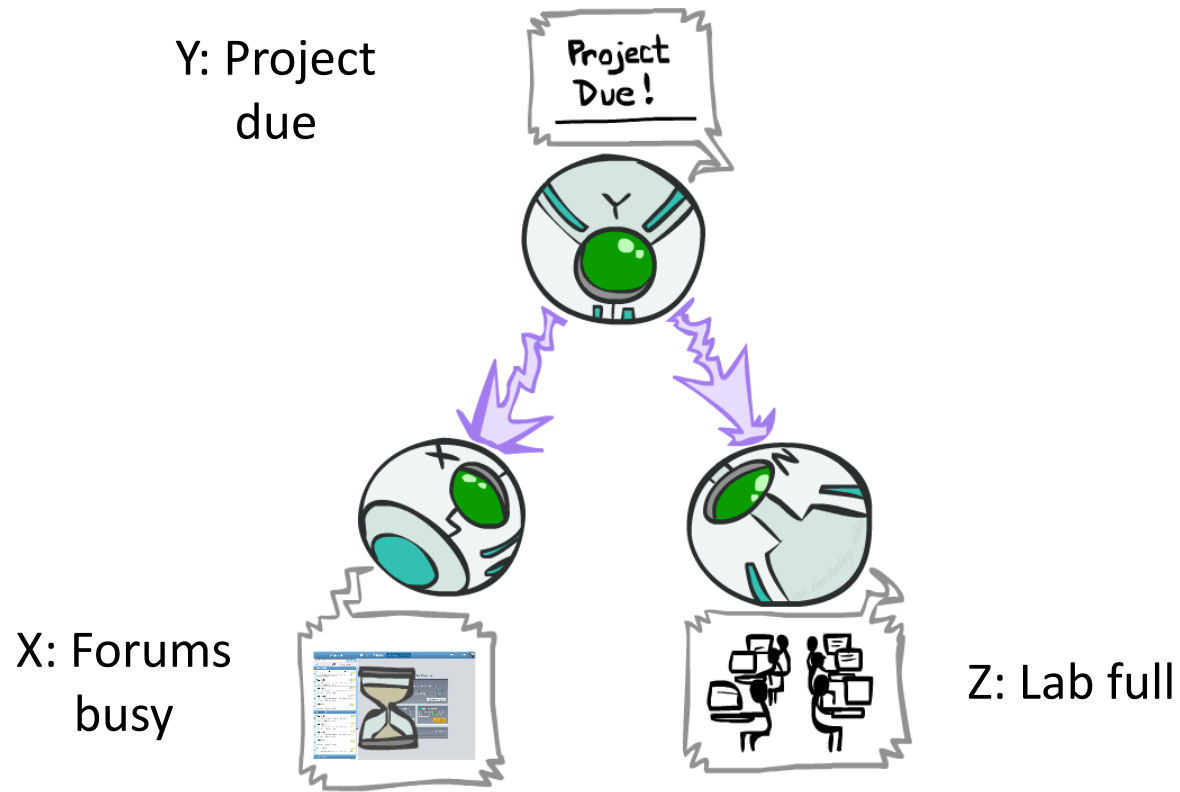 Y: Project
due
Project
Due!
Y
X
Z
X: Forums
busy
Z: Lab full